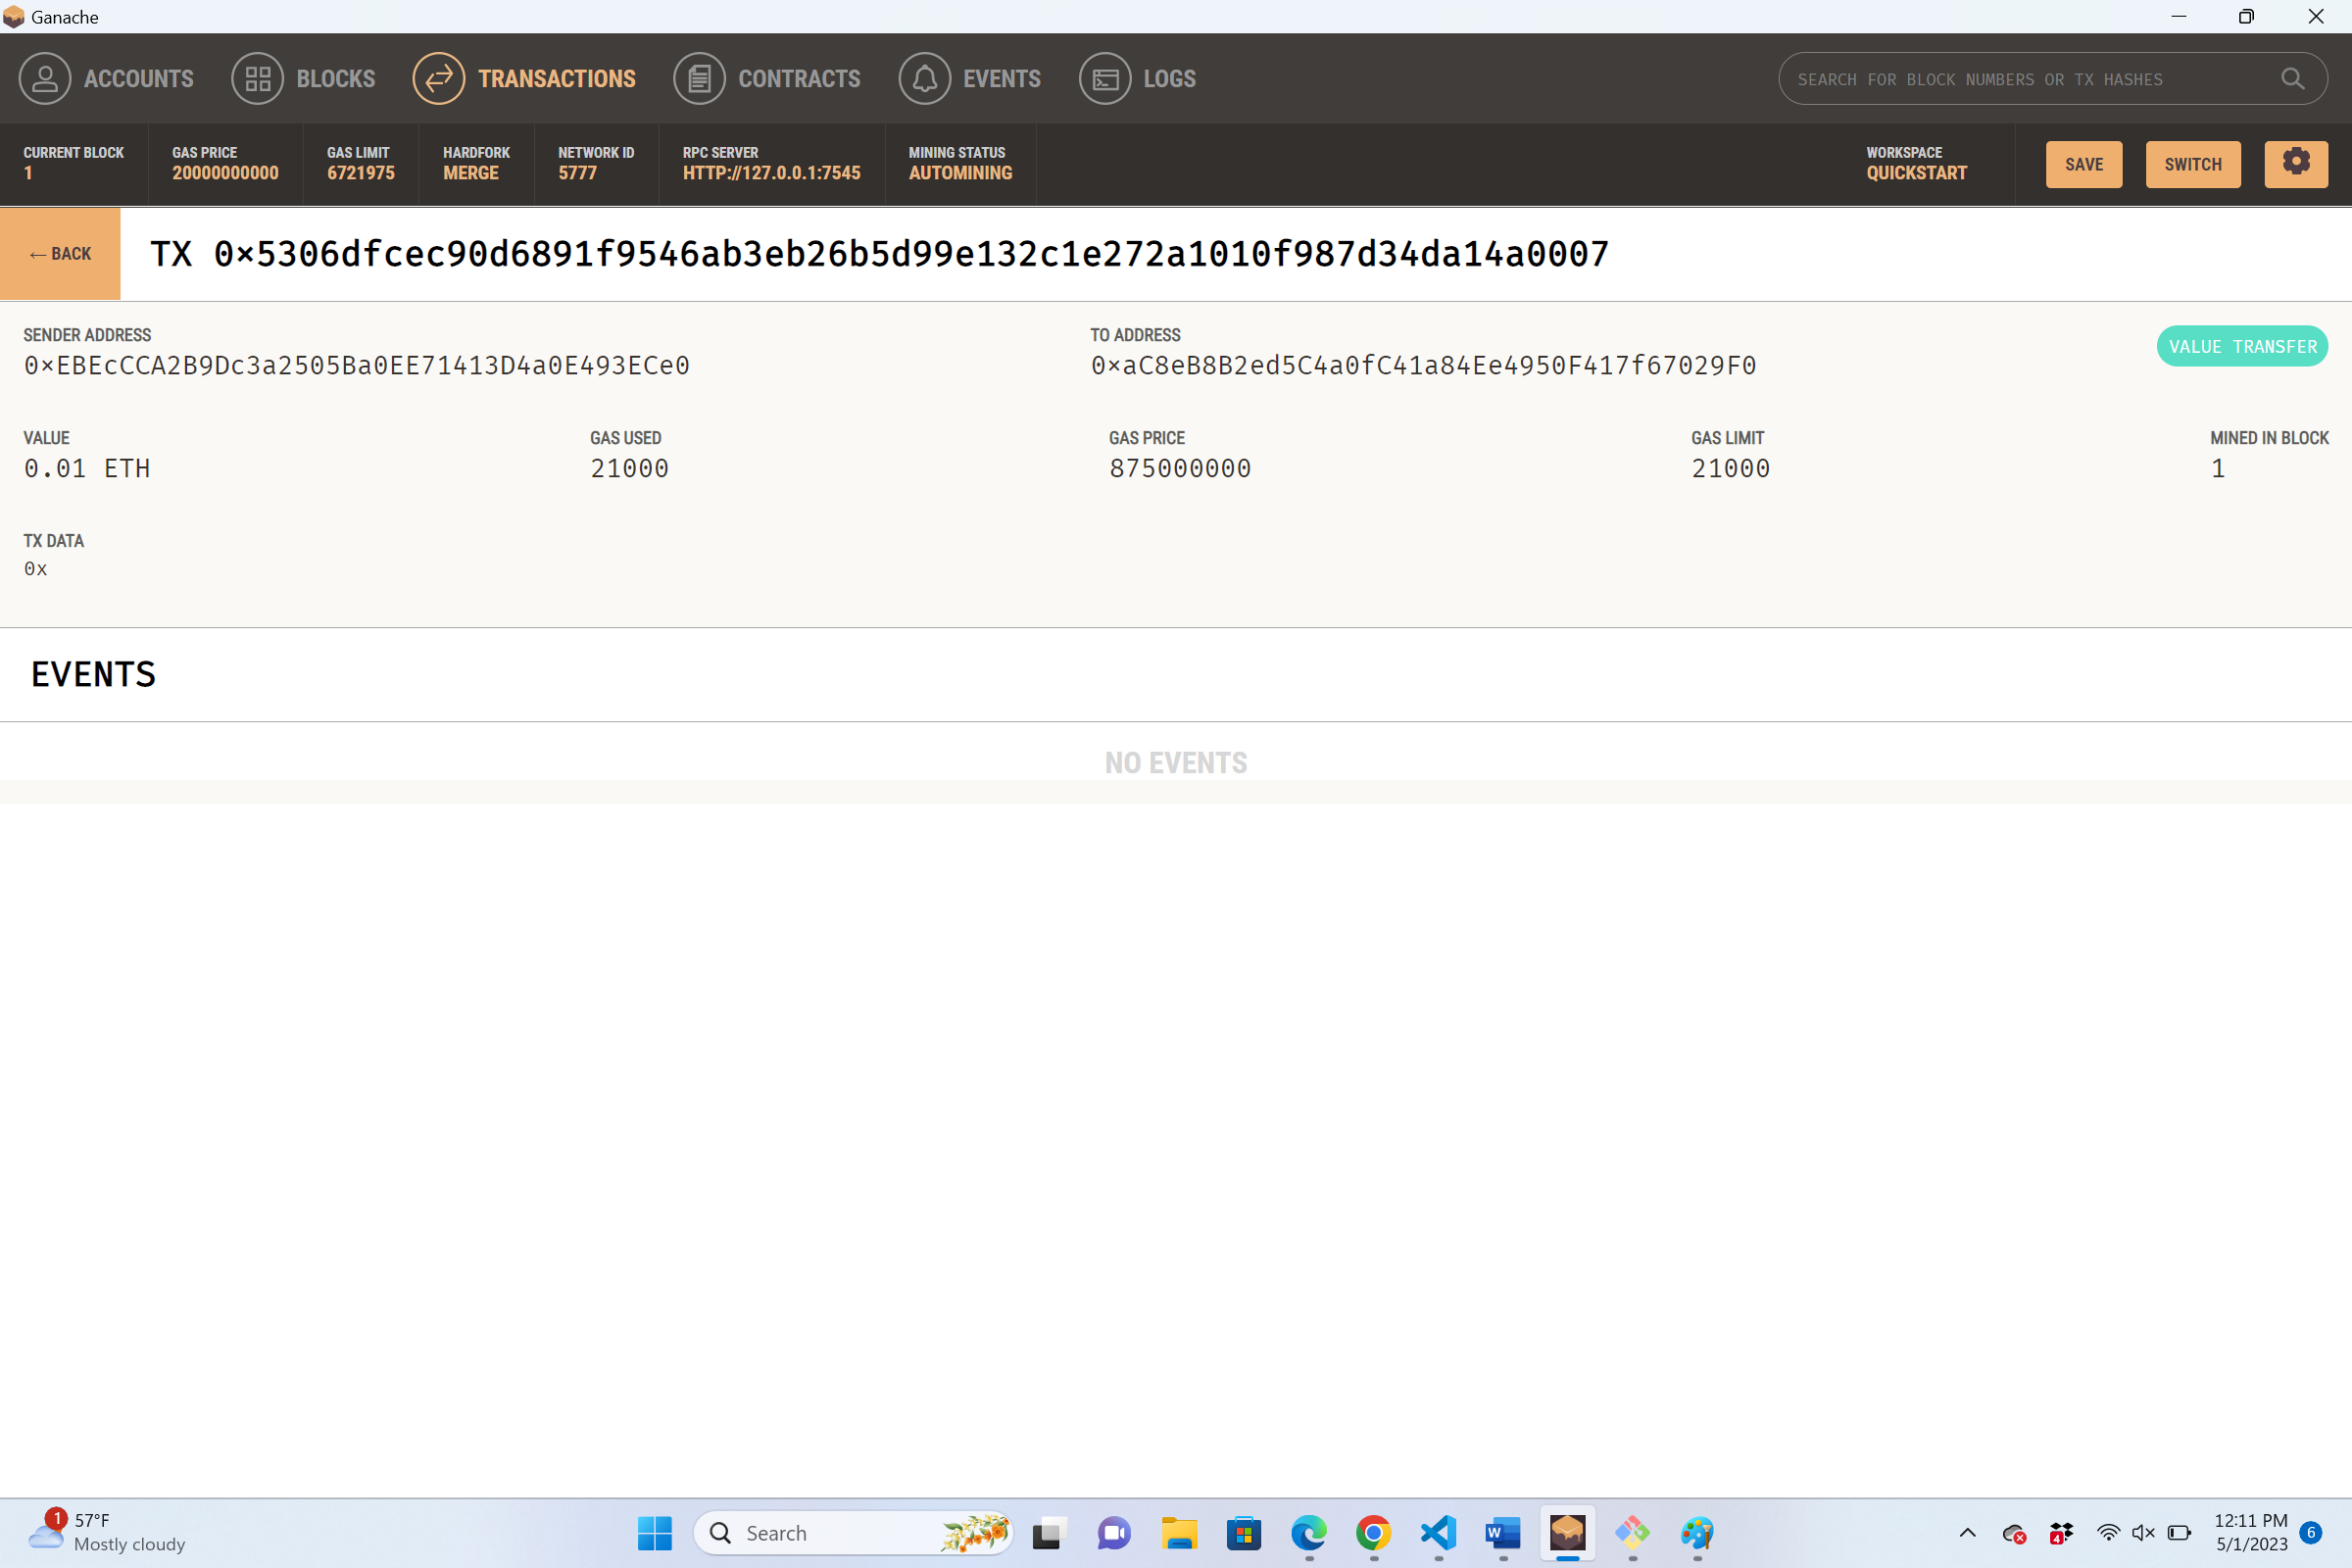 Ganache
ACCOUNTS BLOCKS TRANSACTIONS CONTRACTS EVENTS LOGS SEARCH FOR BLOCK NUMBERS OR TX HASHES
CURRENT BLOCK GAS PRICE GAS LIMIT HARDFORK NETWORK ID RPC SERVER MINING STATUS WORKSPACE
1 20000000000 6721975 MERGE 5777 HTTP://127.0.0.1:7545 AUTOMINING QUICKSTART SAVE SWITCH
← BACK TX 0×5306dfcec90d6891f9546ab3eb26b5d99e132c1e272a1010f987d34da14a0007
SENDER ADDRESS TO ADDRESS
0×EBEcCCA2B9Dc3a2505Ba0EE71413D4a0E493ECe0 0×aC8eB8B2ed5C4a0fC41a84Ee4950F417f67029F0 VALUE TRANSFER
VALUE GAS USED GAS PRICE GAS LIMIT MINED IN BLOCK
0.01 ETH 21000 875000000 21000 1
TX DATA
0x
EVENTS
NO EVENTS
1 57°F
Mostly cloudy
Search
4
12:11 PM
5/1/2023
6